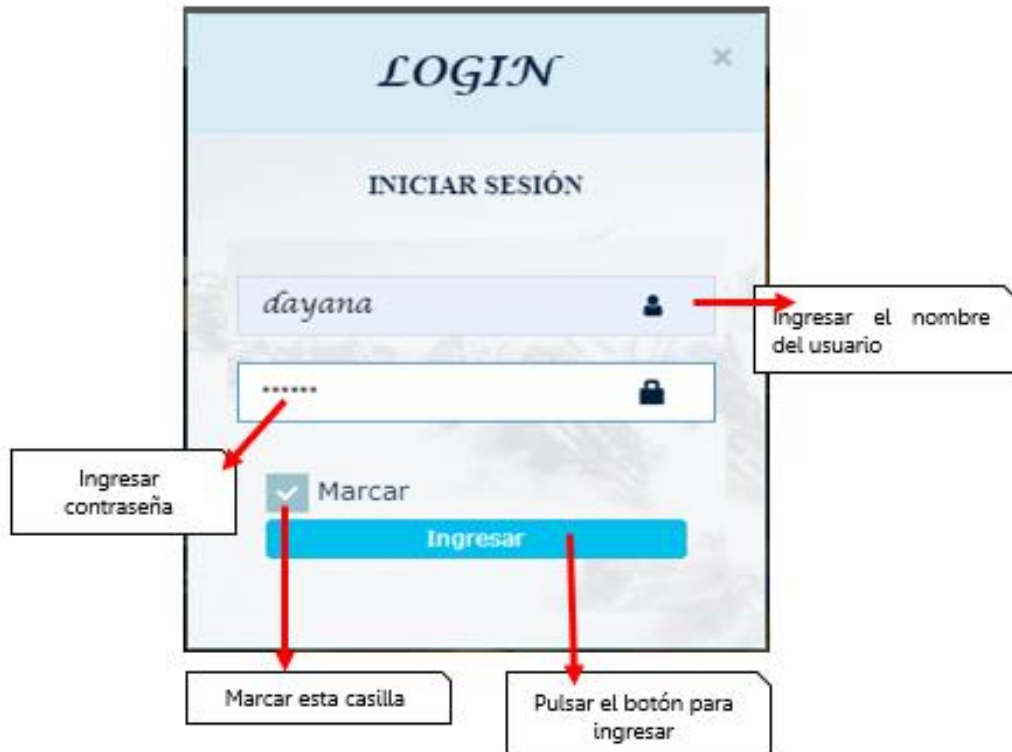 LOGIN
×
INICIAR SESIÓN
dayana
Ingresar el nombre
del usuario
······
Ingresar
contraseña
Marcar
Ingresar
Marcar esta casilla
Pulsar el botón para
ingresar